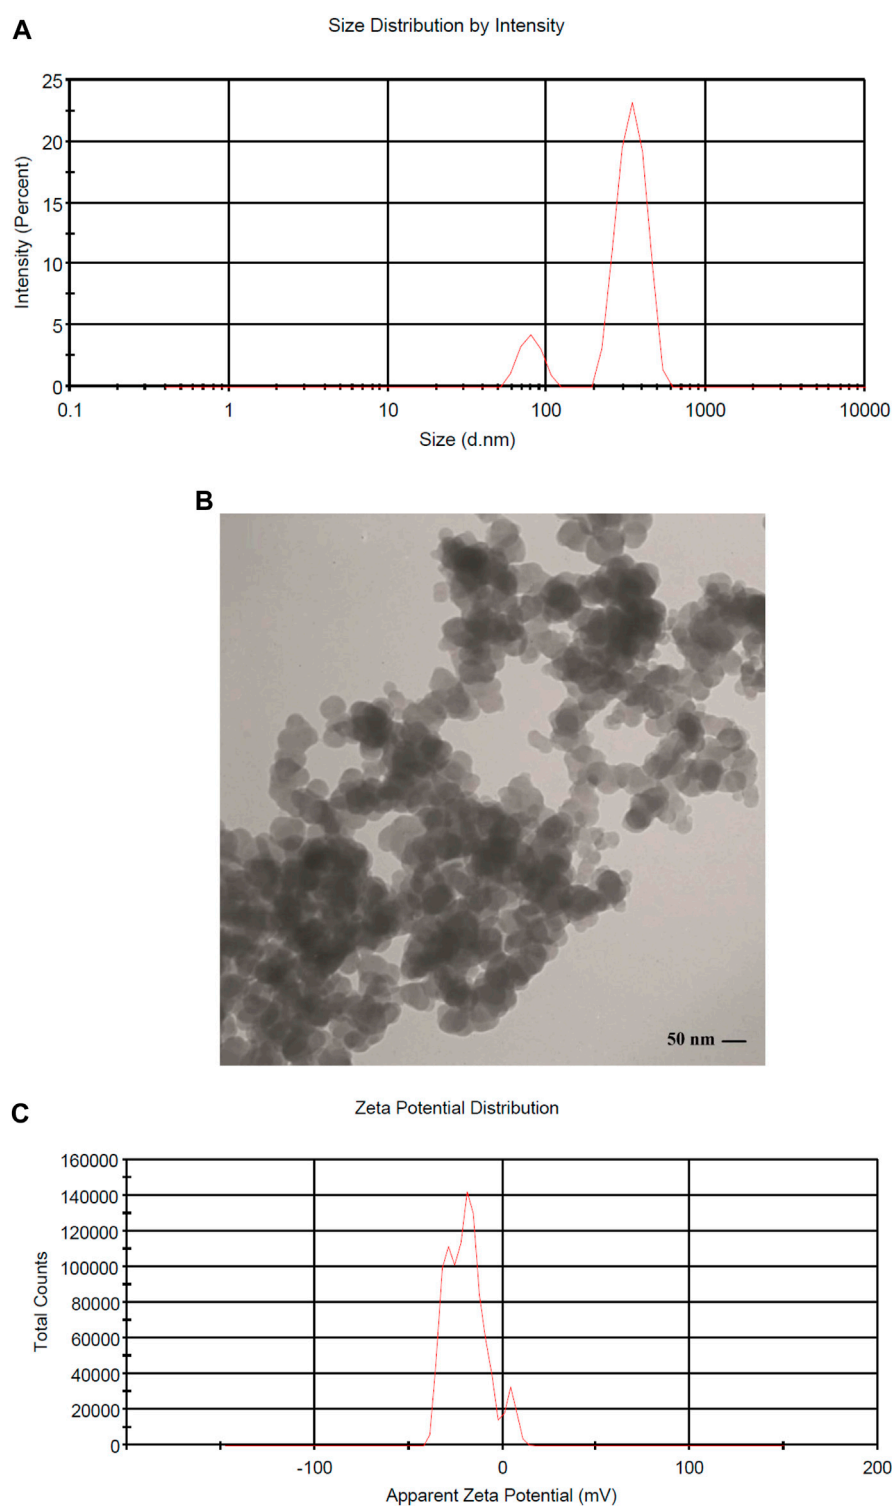 A
Size Distribution by Intensity
25
20
15
10
5
0
Intensity (Percent)
0.1 1 10 100 1000 10000
Size (d.nm)
B
50 nm
C
Zeta Potential Distribution
160000
140000
120000
100000
80000
60000
40000
20000
0
Total Counts
-100 0 100 200
Apparent Zeta Potential (mV)